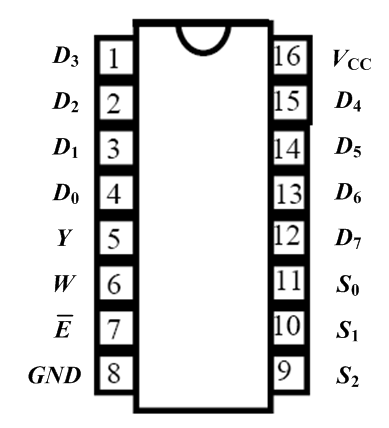 D₃ 1 16 V_CC
D₂ 2 15 D₄
D₁ 3 14 D₅
D₀ 4 13 D₆
Y 5 12 D₇
W 6 11 S₀
E̅ 7 10 S₁
GND 8 9 S₂